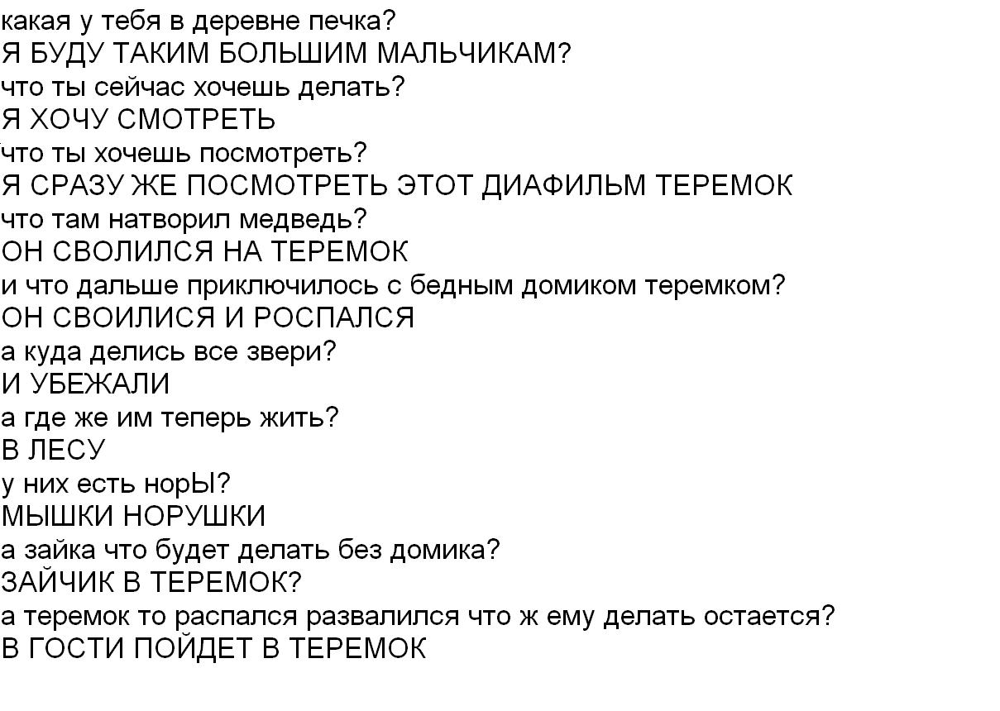 какая у тебя в деревне печка?
Я БУДУ ТАКИМ БОЛЬШИМ МАЛЬЧИКАМ?
что ты сейчас хочешь делать?
Я ХОЧУ СМОТРЕТЬ
что ты хочешь посмотреть?
Я СРАЗУ ЖЕ ПОСМОТРЕТЬ ЭТОТ ДИАФИЛЬМ ТЕРЕМОК
что там натворил медведь?
ОН СВОЛИЛСЯ НА ТЕРЕМОК
и что дальше приключилось с бедным домиком теремком?
ОН СВОИЛИСЯ И РОСПАЛСЯ
а куда делись все звери?
И УБЕЖАЛИ
а где же им теперь жить?
В ЛЕСУ
у них есть норЫ?
МЫШКИ НОРУШКИ
а зайка что будет делать без домика?
ЗАЙЧИК В ТЕРЕМОК?
а теремок то распался развалился что ж ему делать остается?
В ГОСТИ ПОЙДЕТ В ТЕРЕМОК